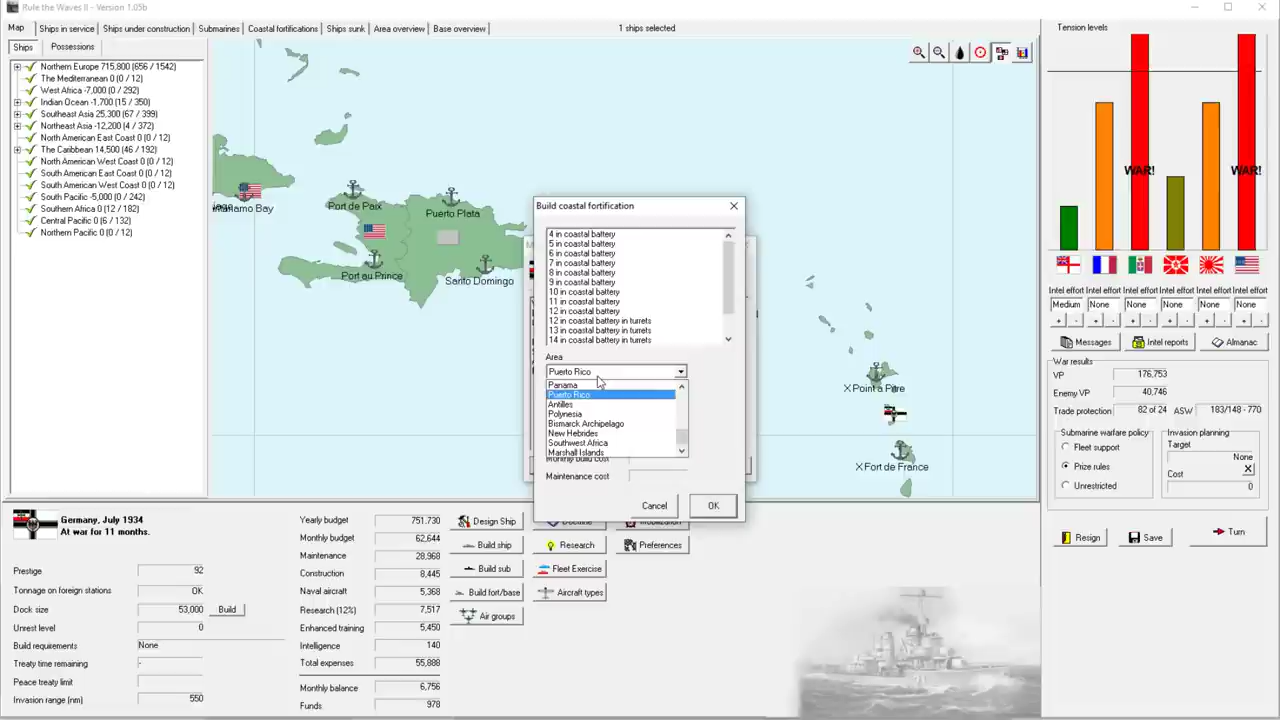 Rule the Waves II - Version 1.05b
Map
Ships in service
Ships under construction
Submarines
Coastal fortifications
Ships sunk
Area overview
Base overview
1 ships selected
Ships
Possessions
Northern Europe 715,800 (656 / 1542)
The Mediterranean 0 (0 / 12)
West Africa -7,000 (0 / 292)
Indian Ocean -1,700 (15 / 350)
Southeast Asia 25,300 (67 / 399)
Northeast Asia -12,200 (4 / 372)
North American East Coast 0 (0 / 12)
The Caribbean 14,500 (46 / 192)
North American West Coast 0 (0 / 12)
South American East Coast 0 (0 / 12)
South American West Coast 0 (0 / 12)
South Pacific -5,000 (0 / 242)
Southern Africa 0 (12 / 182)
Central Pacific 0 (6 / 132)
Northern Pacific 0 (0 / 12)
Port de Paix
Puerto Plata
Port eu Prince
Santo Domingo
Point a Pitre
Fort de France
Build coastal fortification
4 in coastal battery
5 in coastal battery
6 in coastal battery
7 in coastal battery
8 in coastal battery
9 in coastal battery
10 in coastal battery
11 in coastal battery
12 in coastal battery
12 in coastal battery in turrets
13 in coastal battery in turrets
14 in coastal battery in turrets
Area
Puerto Rico
Panama
Puerto Rico
Antilles
Polynesia
Bismarck Archipelago
New Hebrides
Southwest Africa
Marshall Islands
Monthly build cost
Maintenance cost
Cancel
OK
Tension levels
WAR!
WAR!
Intel effort
Intel effort
Intel effort
Intel effort
Intel effort
Intel effort
Medium
None
None
None
None
None
+ - + - + - + - + - + -
Messages
Intel reports
Almanac
War results
VP 176,753
Enemy VP 40,746
Trade protection 82 of 24 ASW 183/148 - 770
Submarine warfare policy
Fleet support
Prize rules
Unrestricted
Invasion planning
Target
None
Cost
0
Resign
Save
Turn
Germany, July 1934
At war for 11 months.
Prestige 92
Tonnage on foreign stations OK
Dock size 53,000 Build
Unrest level 0
Build requirements None
Treaty time remaining -
Peace treaty limit
Invasion range (nm) 550
Yearly budget 751,730
Monthly budget 62,644
Maintenance 28,968
Construction 8,445
Naval aircraft 5,368
Research (12%) 7,517
Enhanced training 5,450
Intelligence 140
Total expenses 55,888
Monthly balance 6,756
Funds 978
Design Ship
Build ship
Research
Preferences
Build sub
Fleet Exercise
Build fort/base
Aircraft types
Air groups